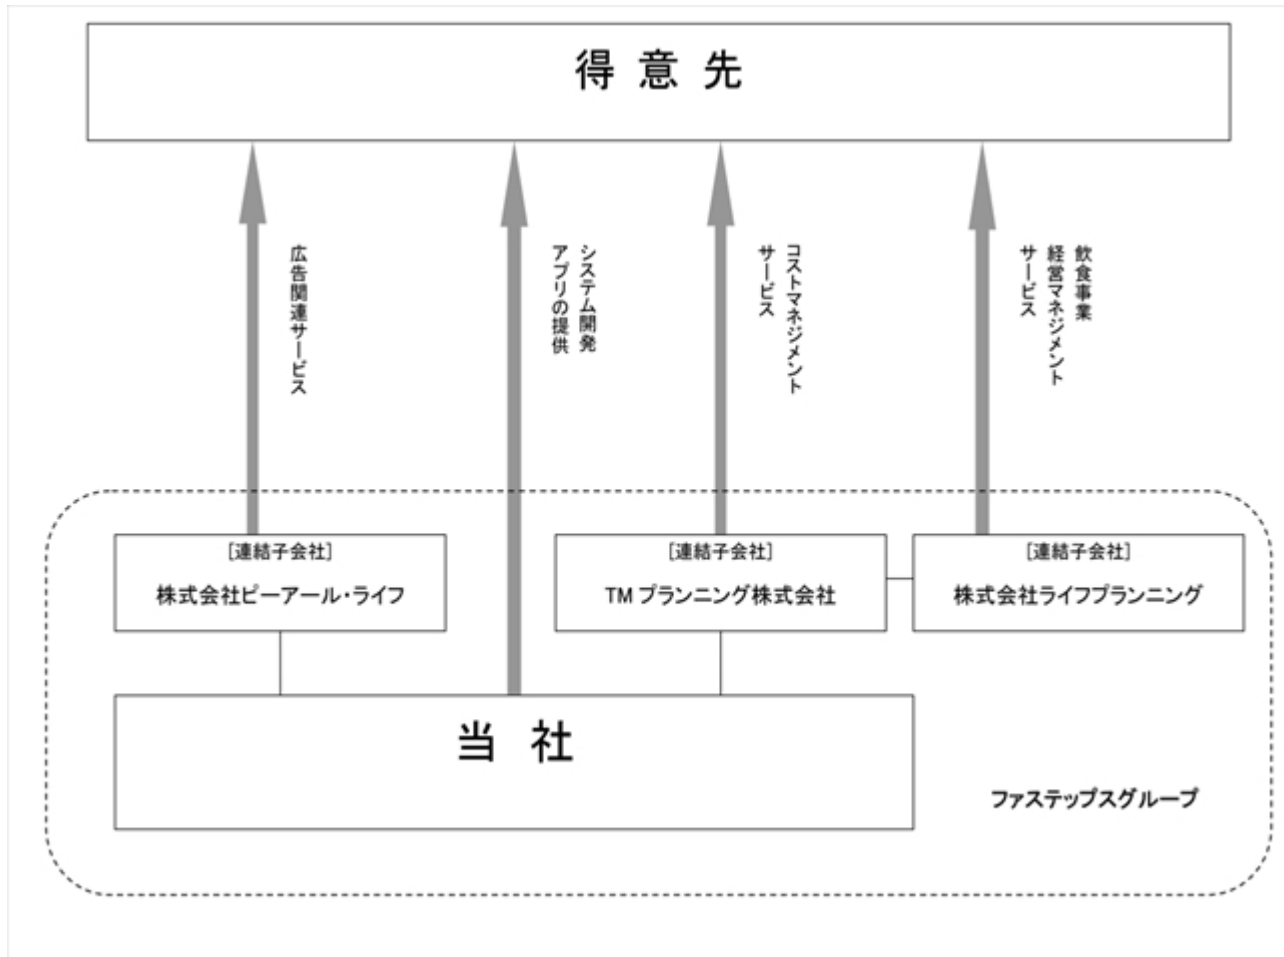 得意先
広告関連サービス
システム開発
アプリの提供
コストマネジメント
サービス
飲食事業
経営マネジメント
サービス
[連結子会社]
株式会社ピーアール・ライフ
[連結子会社]
TMプランニング株式会社
[連結子会社]
株式会社ライフプランニング
当社
ファステップスグループ